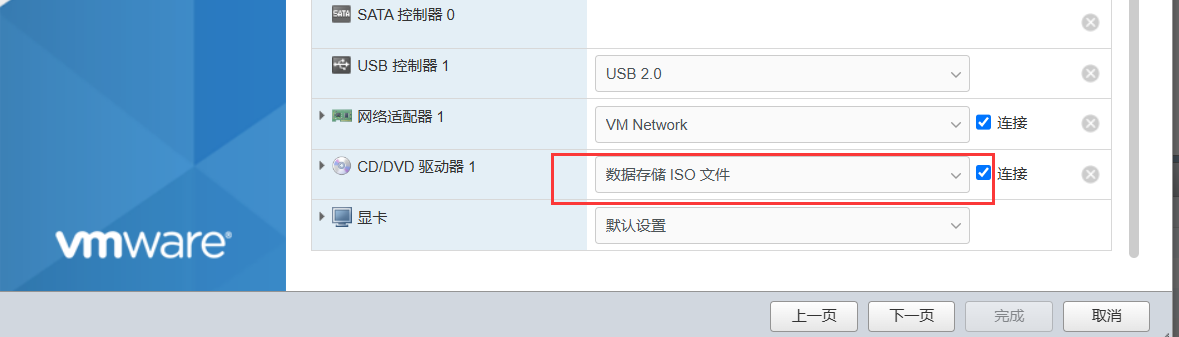 SATA 控制器 0
USB 控制器 1
USB 2.0
网络适配器 1
VM Network
连接
CD/DVD 驱动器 1
数据存储 ISO 文件
连接
显卡
默认设置
vmware®
上一页
下一页
完成
取消